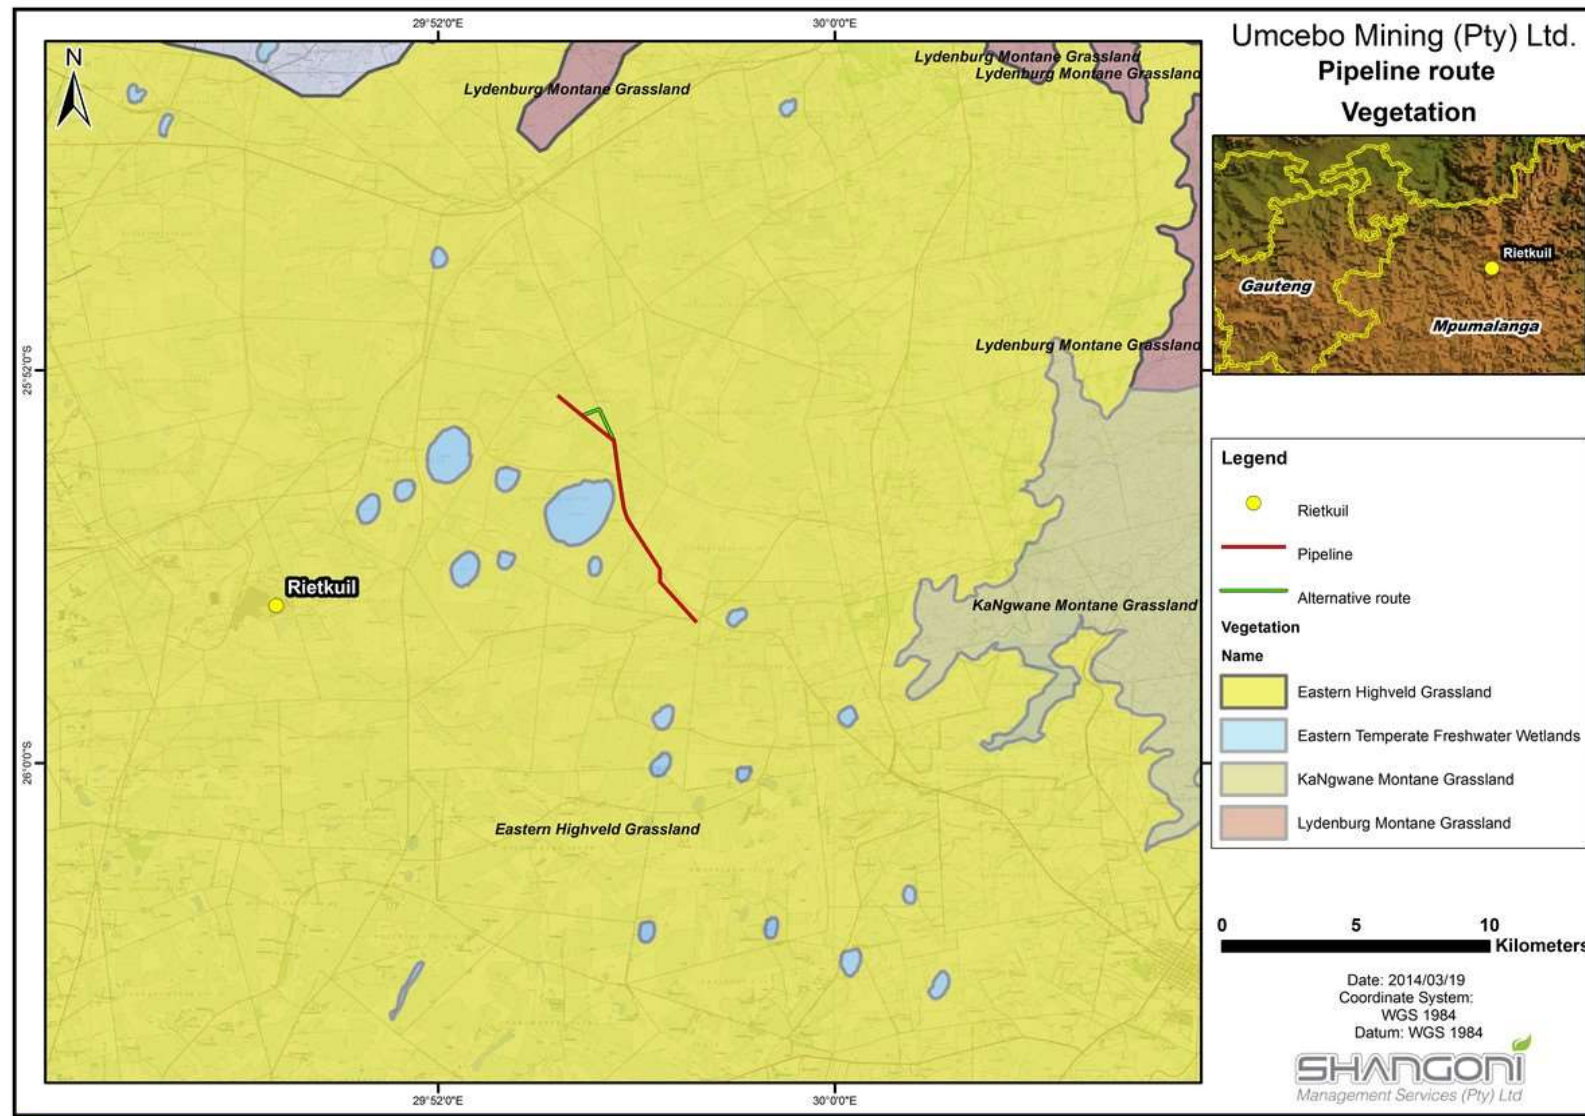 Umcebo Mining (Pty) Ltd.
Pipeline route
Vegetation
29°52'0"E
30°0'0"E
N
Lydenburg Montane Grassland
Lydenburg Montane Grassland
Lydenburg Montane Grassland
Rietkuil
Gauteng
Mpumalanga
25°52'0"S
Lydenburg Montane Grassland
Legend
Rietkuil
Pipeline
Alternative route
Vegetation
Name
Eastern Highveld Grassland
Eastern Temperate Freshwater Wetlands
KaNgwane Montane Grassland
Lydenburg Montane Grassland
Rietkuil
KaNgwane Montane Grassland
26°0'0"S
Eastern Highveld Grassland
0 5 10
Kilometers
Date: 2014/03/19
Coordinate System:
WGS 1984
Datum: WGS 1984
SHANGONI
Management Services (Pty) Ltd
29°52'0"E
30°0'0"E